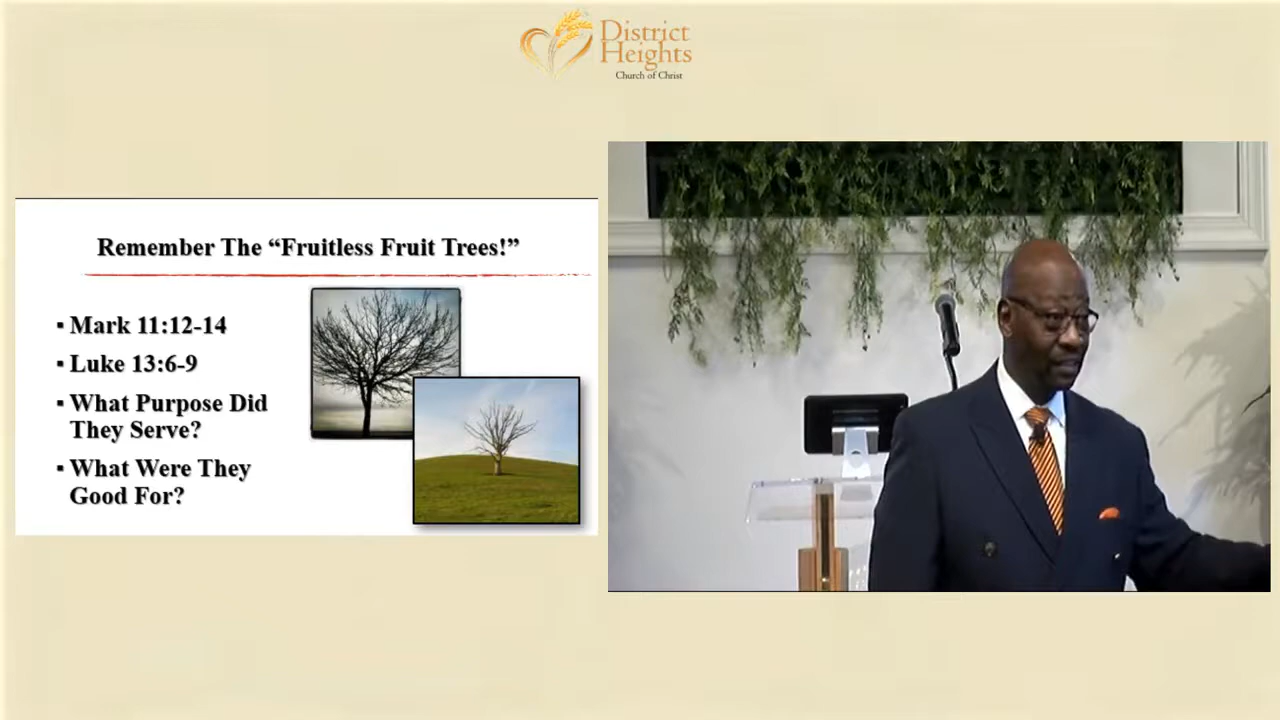 District
Heights
Church of Christ
Remember The “Fruitless Fruit Trees!”
▪ Mark 11:12-14
▪ Luke 13:6-9
▪ What Purpose Did
They Serve?
▪ What Were They
Good For?